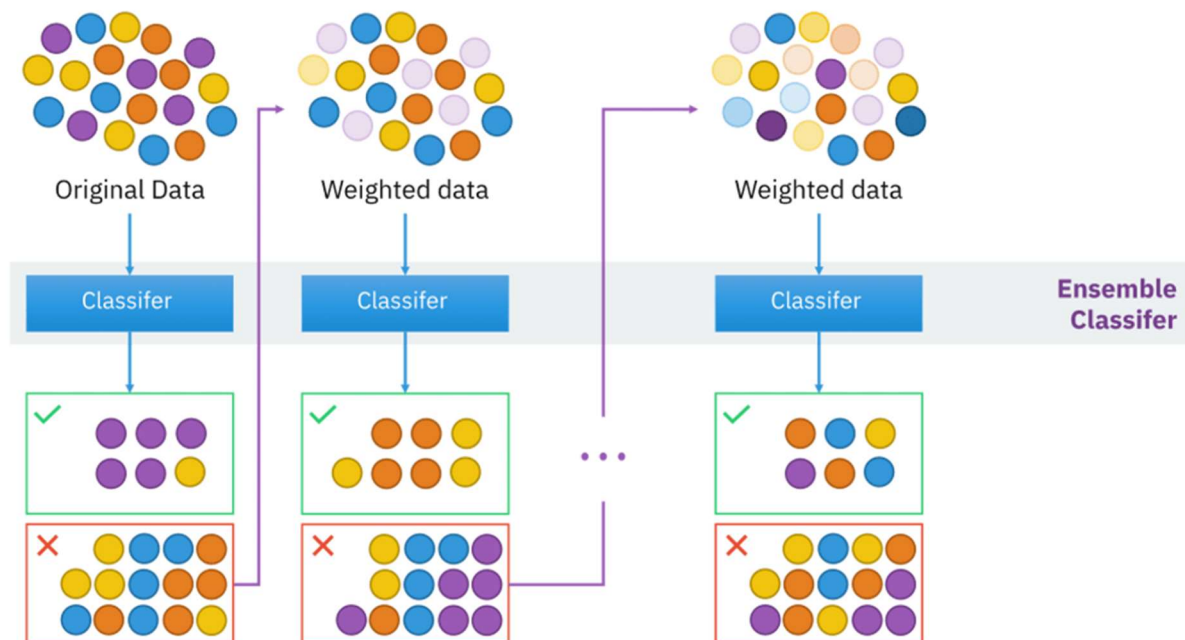 Original Data
Weighted data
Weighted data
Classifer
Classifer
Classifer
Ensemble
Classifer